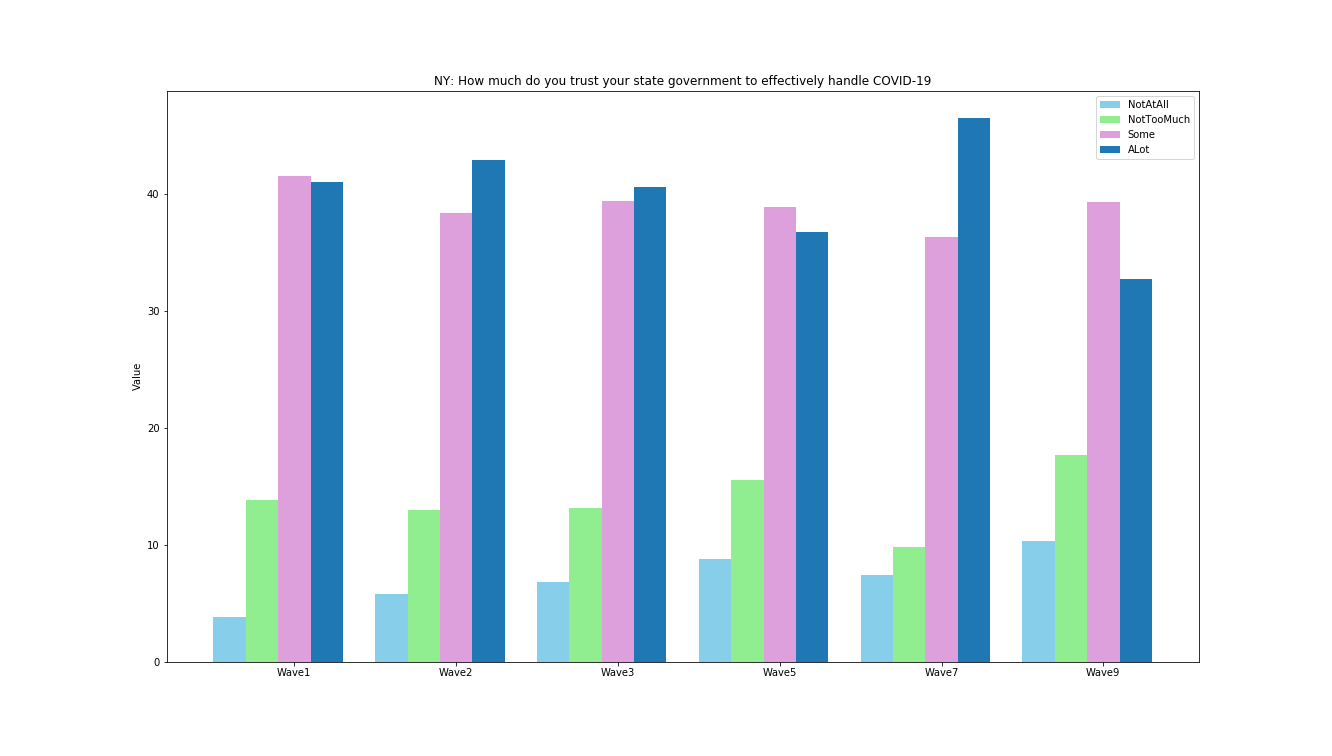 NY: How much do you trust your state government to effectively handle COVID-19
NotAtAll
NotTooMuch
Some
ALot
Value
40
30
20
10
0
Wave1 Wave2 Wave3 Wave5 Wave7 Wave9